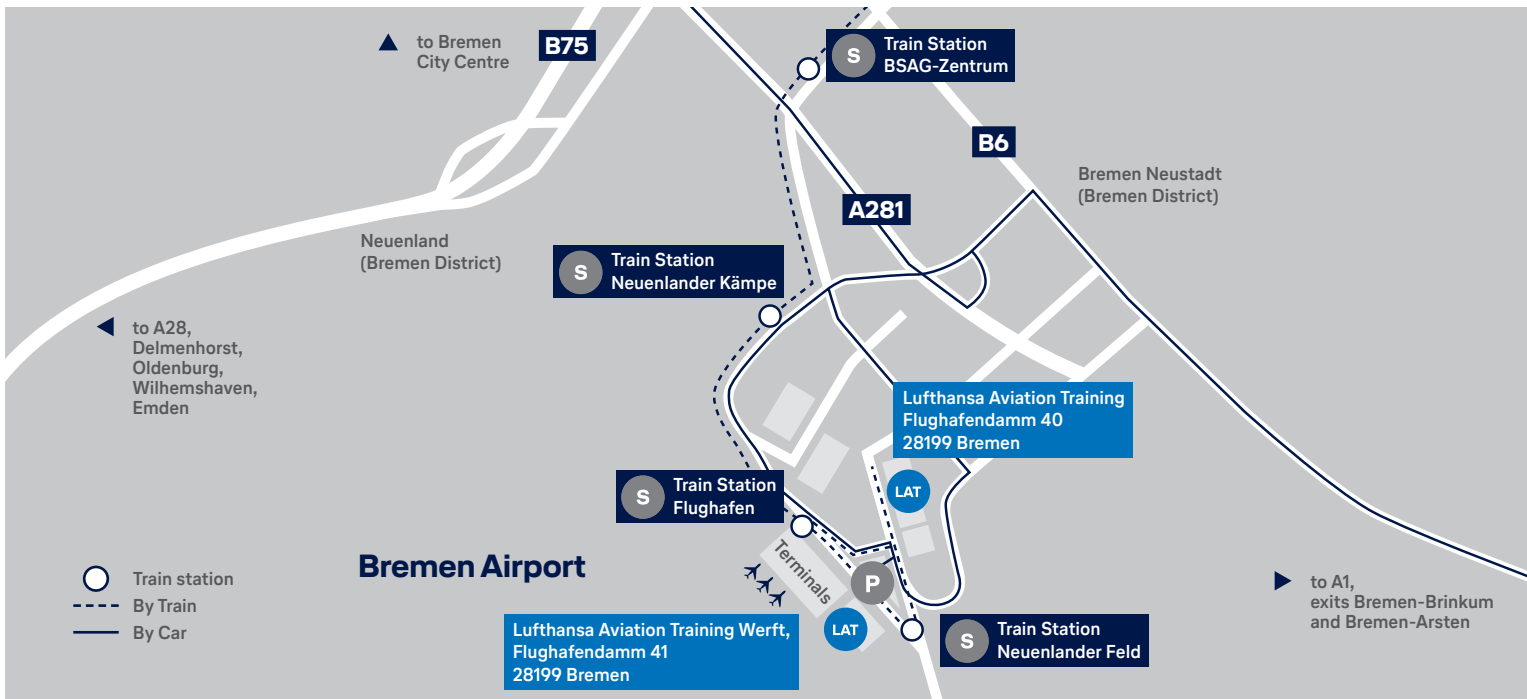 to Bremen
City Centre
B75
S
Train Station
BSAG-Zentrum
B6
Bremen Neustadt
(Bremen District)
A281
Neuenland
(Bremen District)
S
Train Station
Neuenlander Kämpe
to A28,
Delmenhorst,
Oldenburg,
Wilhemshaven,
Emden
Lufthansa Aviation Training
Flughafendamm 40
28199 Bremen
LAT
S
Train Station
Flughafen
Bremen Airport
Terminals
P
LAT
Lufthansa Aviation Training Werft,
Flughafendamm 41
28199 Bremen
S
Train Station
Neuenlander Feld
to A1,
exits Bremen-Brinkum
and Bremen-Arsten
Train station
By Train
By Car